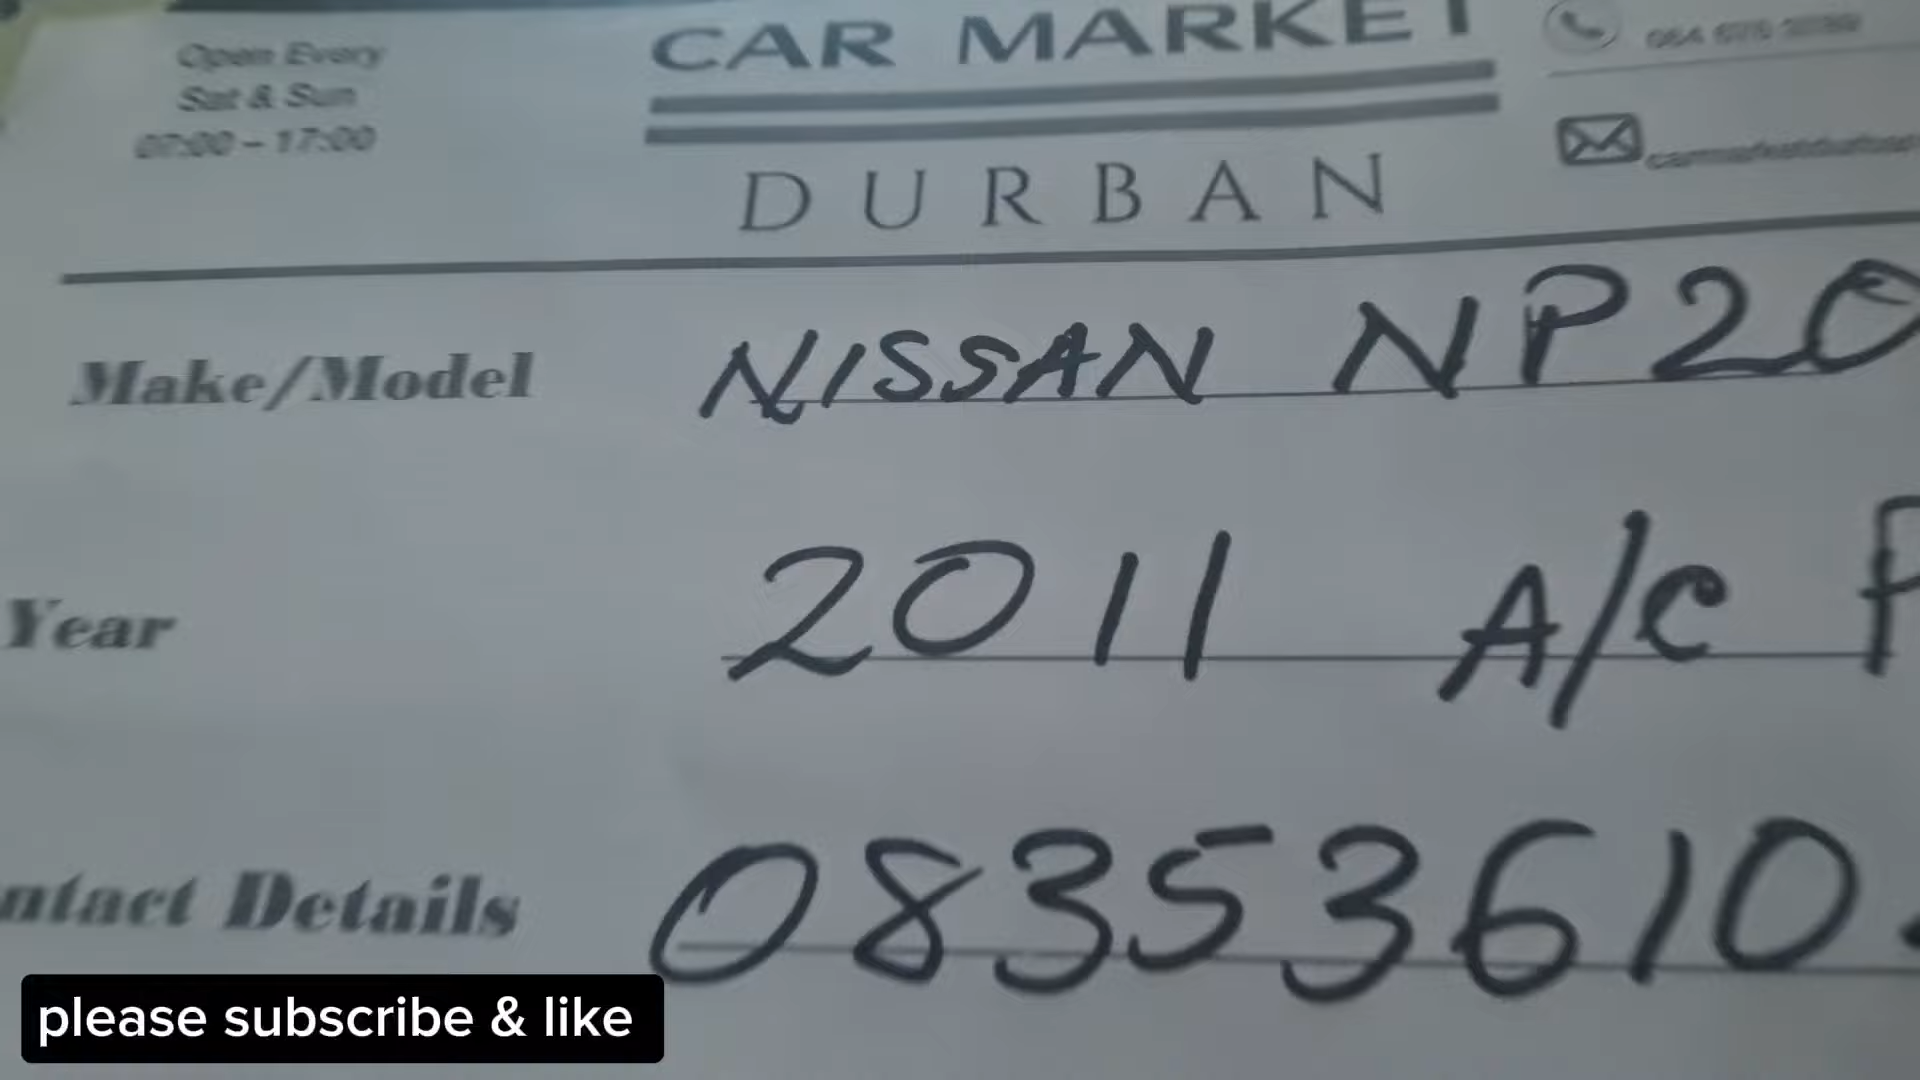 Open Every
Sat & Sun
07:00 – 17:00
CAR MARKET
DURBAN
Make/Model NISSAN NP20
Year 2011 A/C P
ntact Details 08353610
please subscribe & like